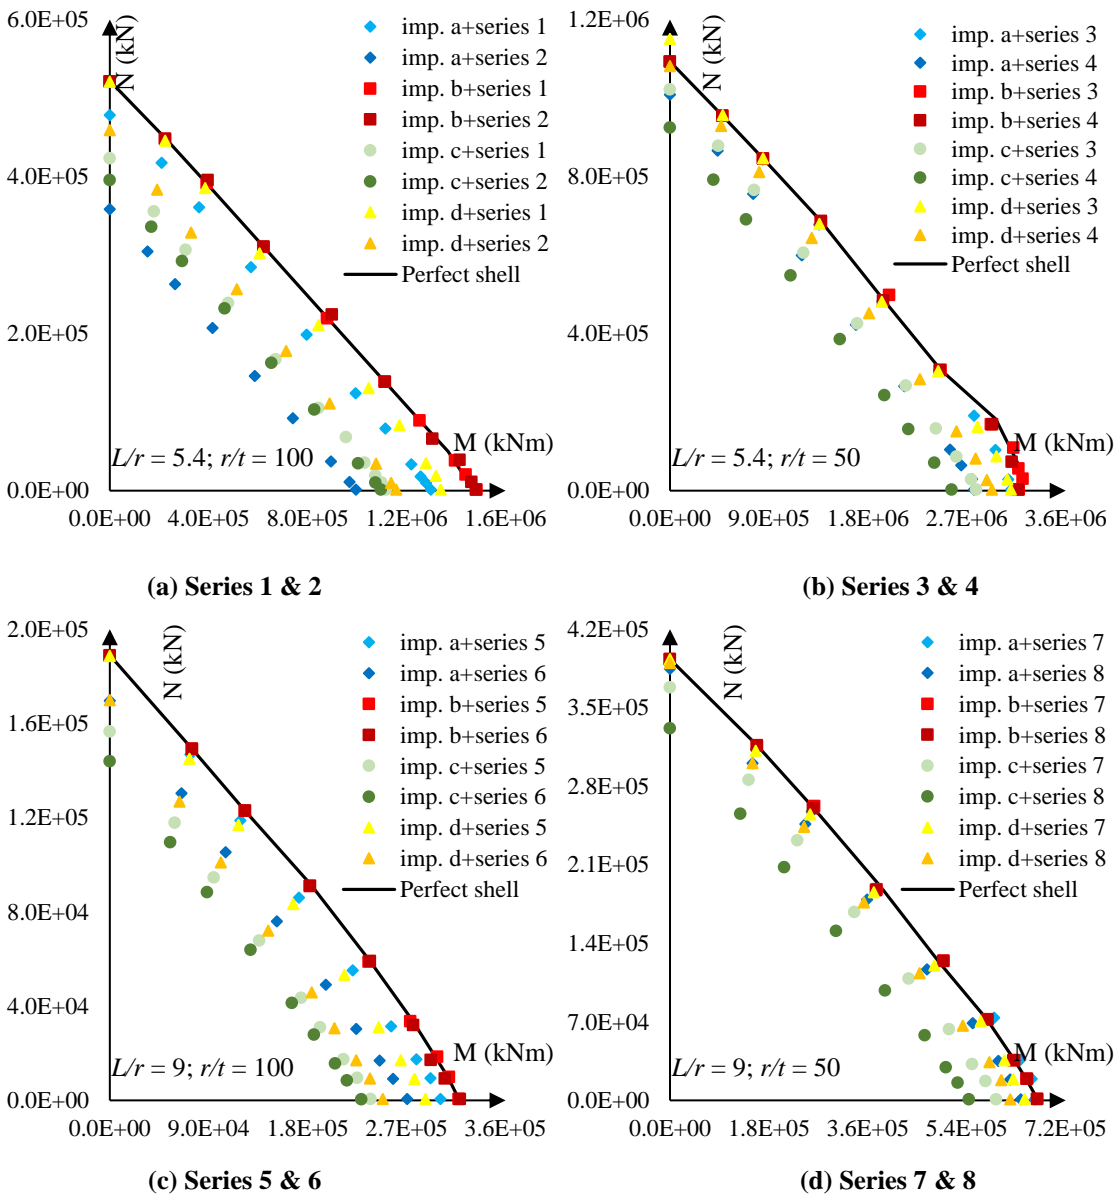 6.0E+05
4.0E+05
2.0E+05
0.0E+00
N (kN)
imp. a+series 1
imp. a+series 2
imp. b+series 1
imp. b+series 2
imp. c+series 1
imp. c+series 2
imp. d+series 1
imp. d+series 2
Perfect shell
M (kNm)
L/r = 5.4; r/t = 100
0.0E+00 4.0E+05 8.0E+05 1.2E+06 1.6E+06
(a) Series 1 & 2
1.2E+06
8.0E+05
4.0E+05
0.0E+00
N (kN)
imp. a+series 3
imp. a+series 4
imp. b+series 3
imp. b+series 4
imp. c+series 3
imp. c+series 4
imp. d+series 3
imp. d+series 4
Perfect shell
M (kNm)
L/r = 5.4; r/t = 50
0.0E+00 9.0E+05 1.8E+06 2.7E+06 3.6E+06
(b) Series 3 & 4
2.0E+05
1.6E+05
1.2E+05
8.0E+04
4.0E+04
0.0E+00
N (kN)
imp. a+series 5
imp. a+series 6
imp. b+series 5
imp. b+series 6
imp. c+series 5
imp. c+series 6
imp. d+series 5
imp. d+series 6
Perfect shell
M (kNm)
L/r = 9; r/t = 100
0.0E+00 9.0E+04 1.8E+05 2.7E+05 3.6E+05
(c) Series 5 & 6
4.2E+05
3.5E+05
2.8E+05
2.1E+05
1.4E+05
7.0E+04
0.0E+00
N (kN)
imp. a+series 7
imp. a+series 8
imp. b+series 7
imp. b+series 8
imp. c+series 7
imp. c+series 8
imp. d+series 7
imp. d+series 8
Perfect shell
M (kNm)
L/r = 9; r/t = 50
0.0E+00 1.8E+05 3.6E+05 5.4E+05 7.2E+05
(d) Series 7 & 8